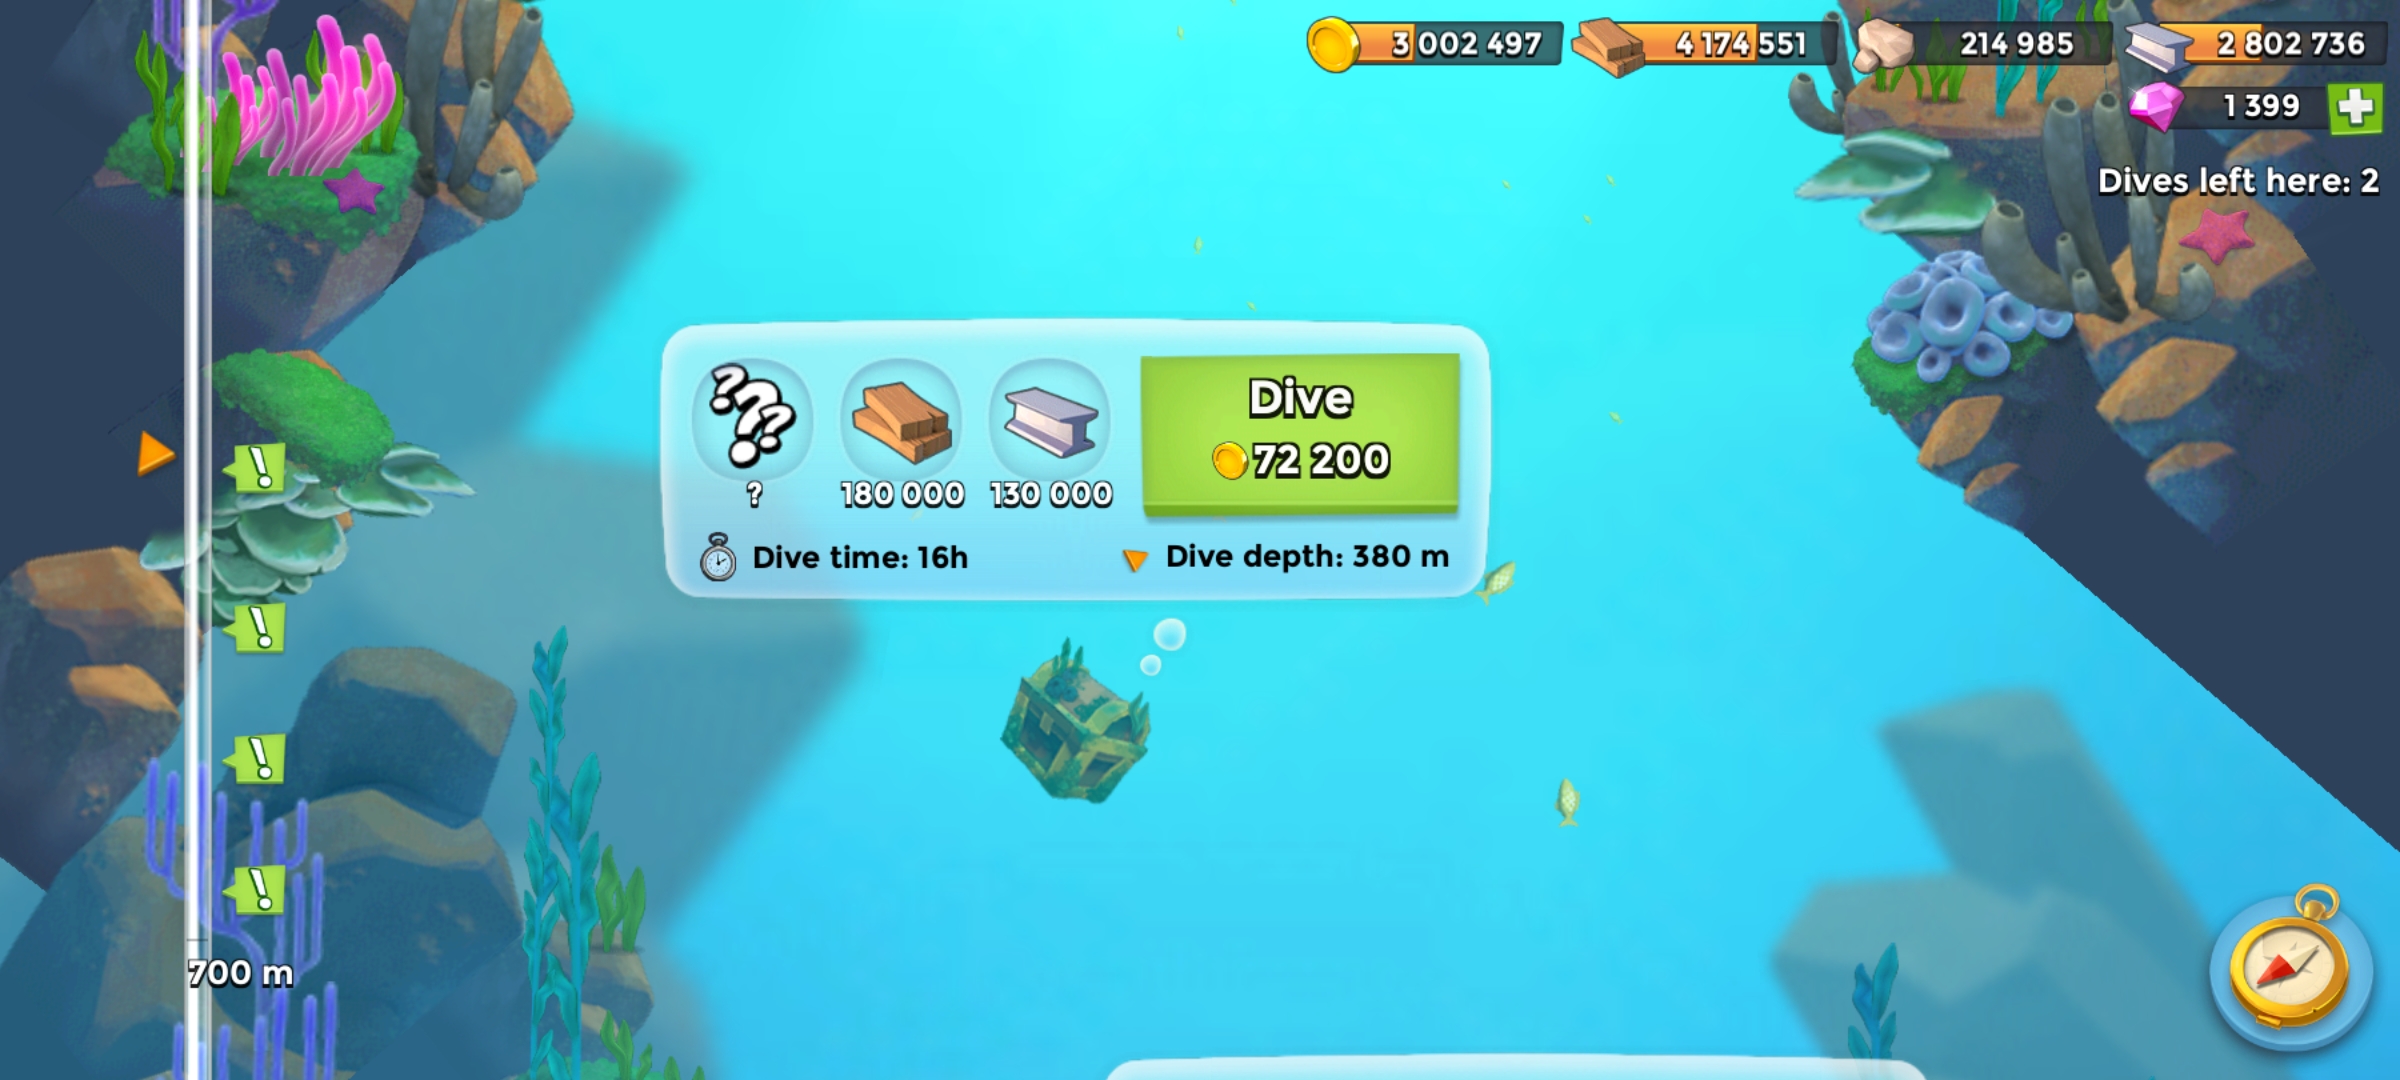 3 002 497
4 174 551
214 985
2 802 736
1 399
Dives left here: 2
???
?
180 000
130 000
Dive
72 200
Dive time: 16h
Dive depth: 380 m
!
!
!
!
700 m